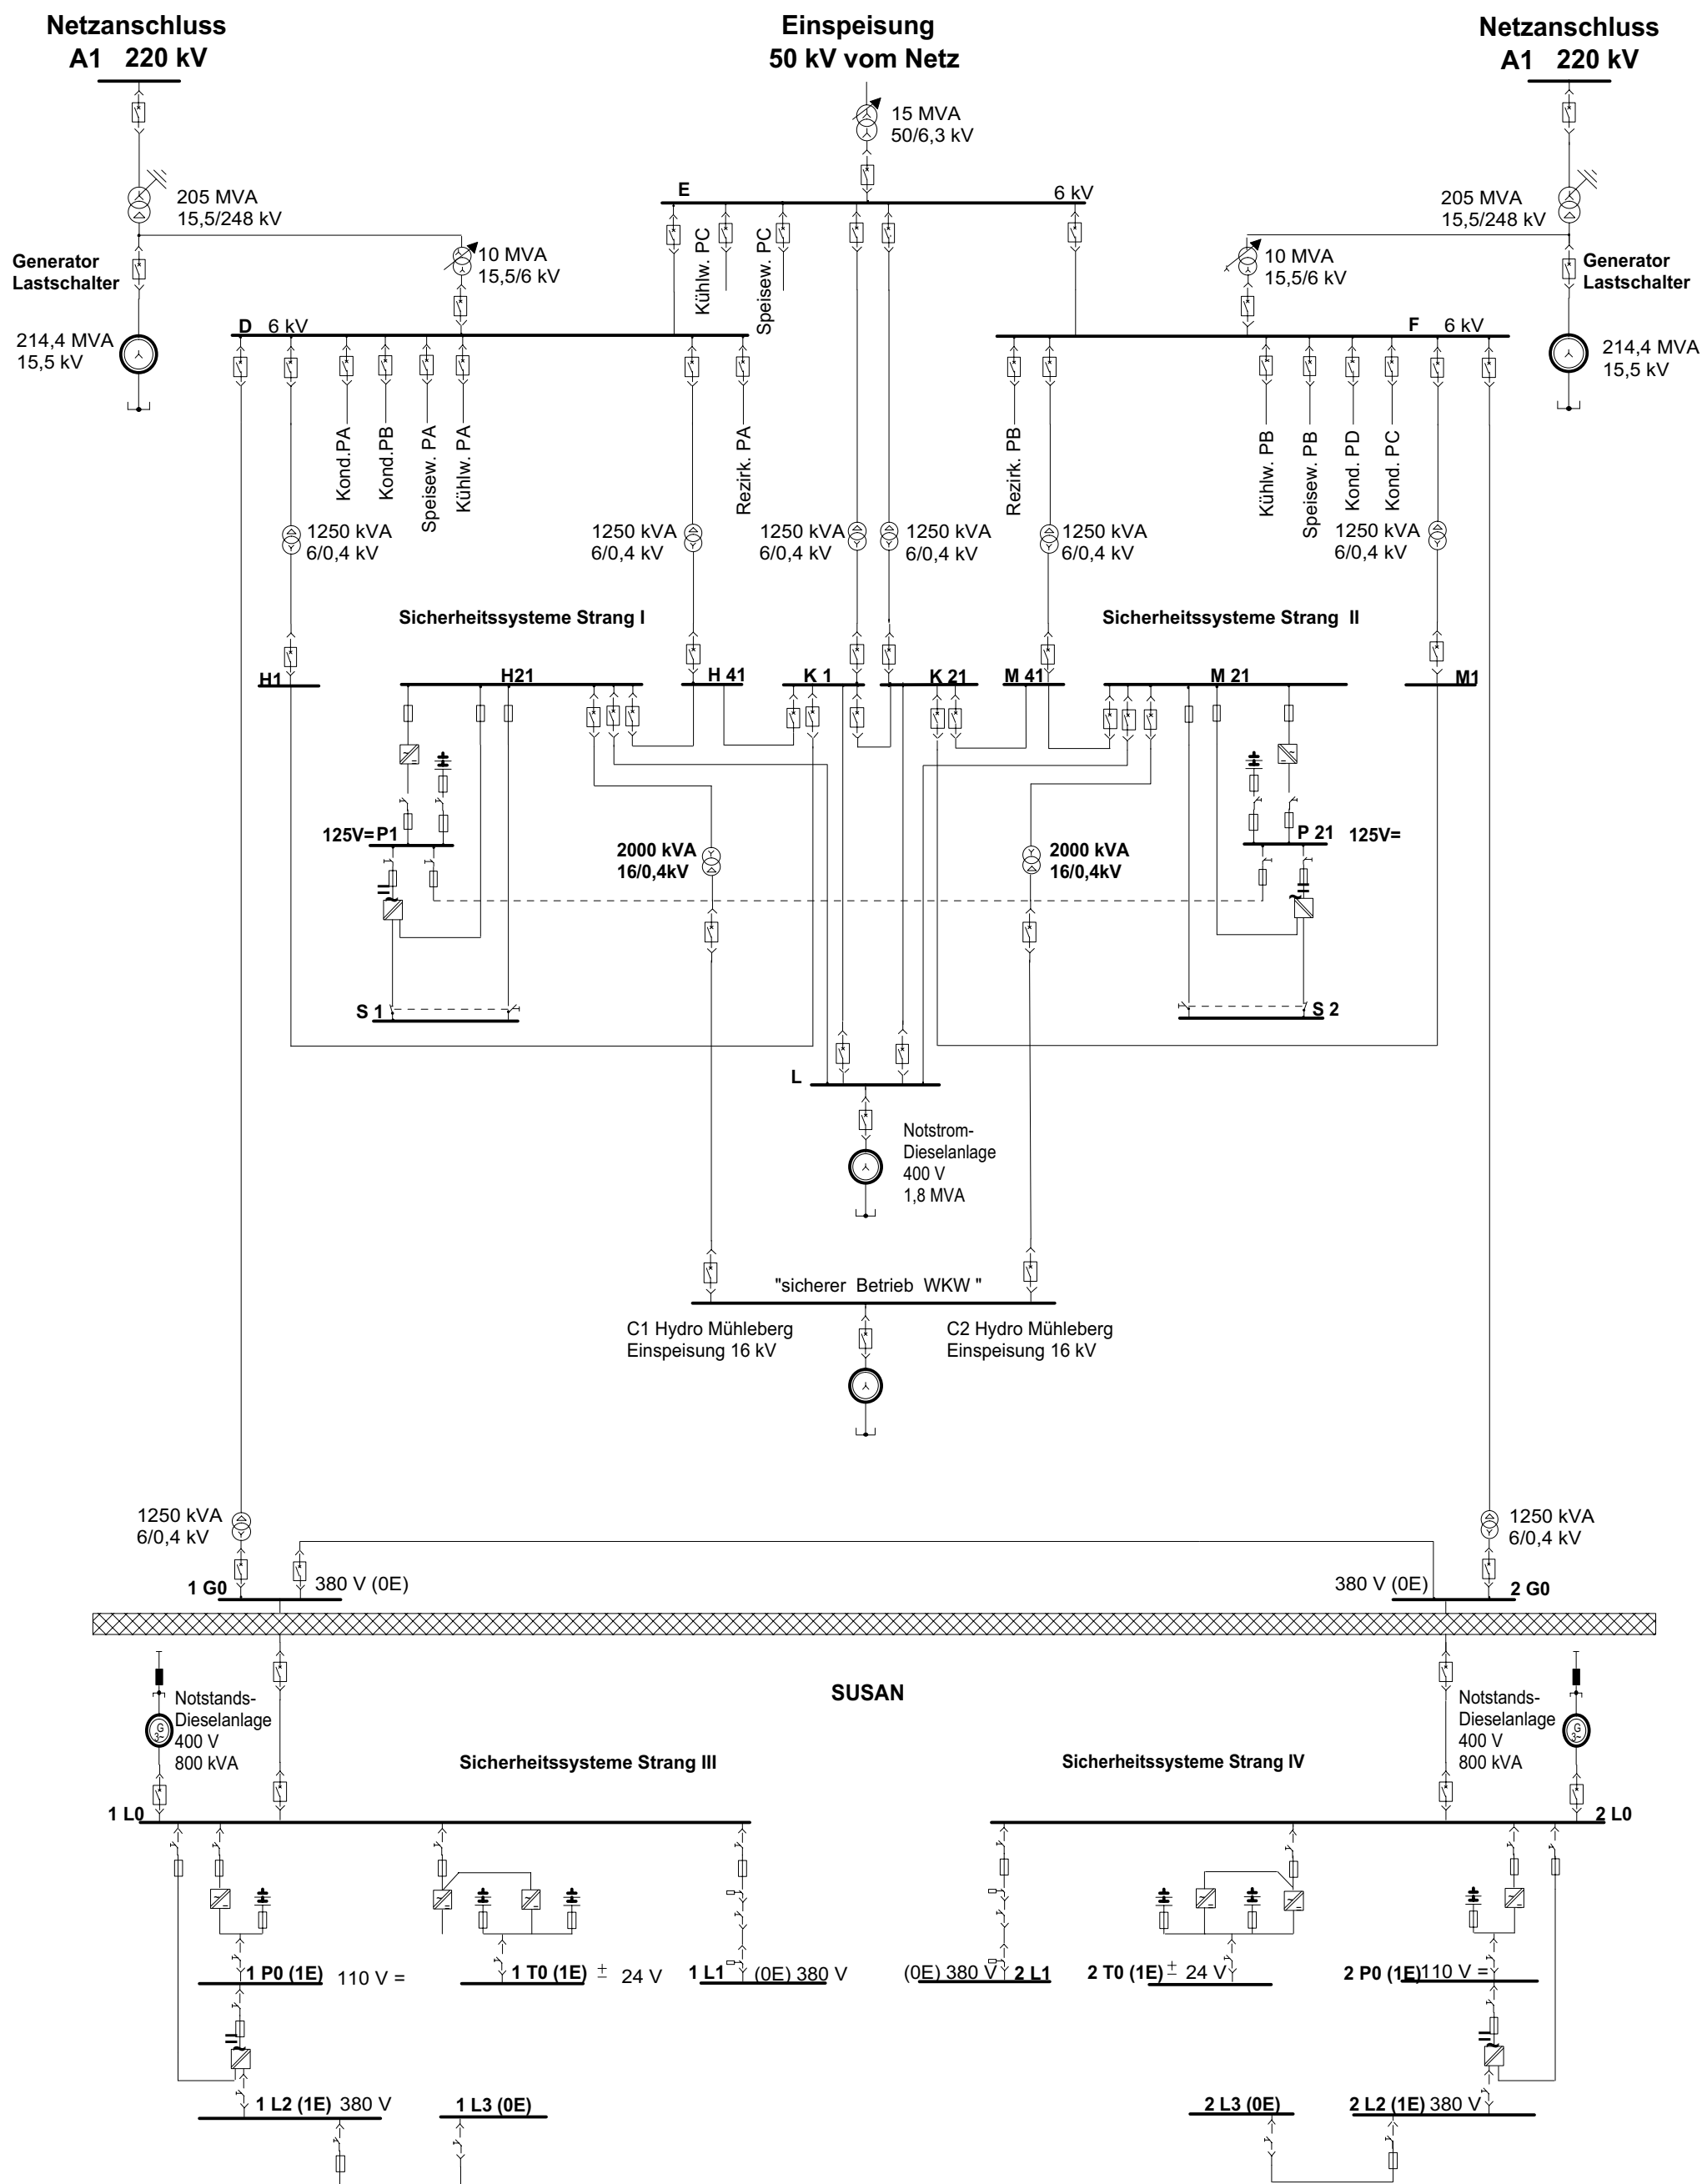 Netzanschluss
A1 220 kV
Einspeisung
50 kV vom Netz
Netzanschluss
A1 220 kV
15 MVA
50/6,3 kV
205 MVA
15,5/248 kV
E
6 kV
205 MVA
15,5/248 kV
Generator
Lastschalter
10 MVA
15,5/6 kV
Kühlw. PC
Speisew. PC
10 MVA
15,5/6 kV
Generator
Lastschalter
D 6 kV
F 6 kV
214,4 MVA
15,5 kV
214,4 MVA
15,5 kV
Kond.PA
Kond.PB
Speisew. PA
Kühlw. PA
Rezirk. PA
Rezirk. PB
Kühlw. PB
Speisew. PB
Kond. PD
Kond. PC
1250 kVA
6/0,4 kV
1250 kVA
6/0,4 kV
1250 kVA
6/0,4 kV
1250 kVA
6/0,4 kV
1250 kVA
6/0,4 kV
1250 kVA
6/0,4 kV
Sicherheitssysteme Strang I
Sicherheitssysteme Strang II
H1
H21
H 41
K 1
K 21
M 41
M 21
M1
125V=P1
P 21 125V=
2000 kVA
16/0,4kV
2000 kVA
16/0,4kV
S 1
S 2
L
Notstrom-
Dieselanlage
400 V
1,8 MVA
"sicherer Betrieb WKW "
C1 Hydro Mühleberg
Einspeisung 16 kV
C2 Hydro Mühleberg
Einspeisung 16 kV
1250 kVA
6/0,4 kV
1250 kVA
6/0,4 kV
1 G0
380 V (0E)
380 V (0E)
2 G0
SUSAN
Notstands-
Dieselanlage
400 V
800 kVA
G
3~
Notstands-
Dieselanlage
400 V
800 kVA
G
3~
Sicherheitssysteme Strang III
Sicherheitssysteme Strang IV
1 L0
2 L0
1 P0 (1E) 110 V =
1 T0 (1E) ± 24 V
1 L1 (0E) 380 V
(0E) 380 V 2 L1
2 T0 (1E) ± 24 V
2 P0 (1E) 110 V =
1 L2 (1E) 380 V
1 L3 (0E)
2 L3 (0E)
2 L2 (1E) 380 V